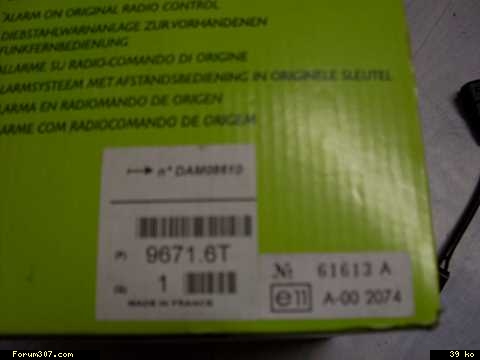 ALARM ON ORIGINAL RADIO CONTROL
DIEBSTAHLWARNANLAGE ZUR VORHANDENEN
FUNKFERNBEDIENUNG
ALLARME SU RADIO-COMANDO DI ORIGINE
ALARMSYSTEEM MET AFSTANDSBEDIENING IN ORIGINELE SLEUTEL
ALARMA EN RADIOMANDO DE ORIGEN
ALARME COM RADIOCOMANDO DE ORIGEM
n°
(P) 9671.6T
1
MADE IN FRANCE
№ 61613 A
e11 A-00 2074
Forum307.com
39 ko